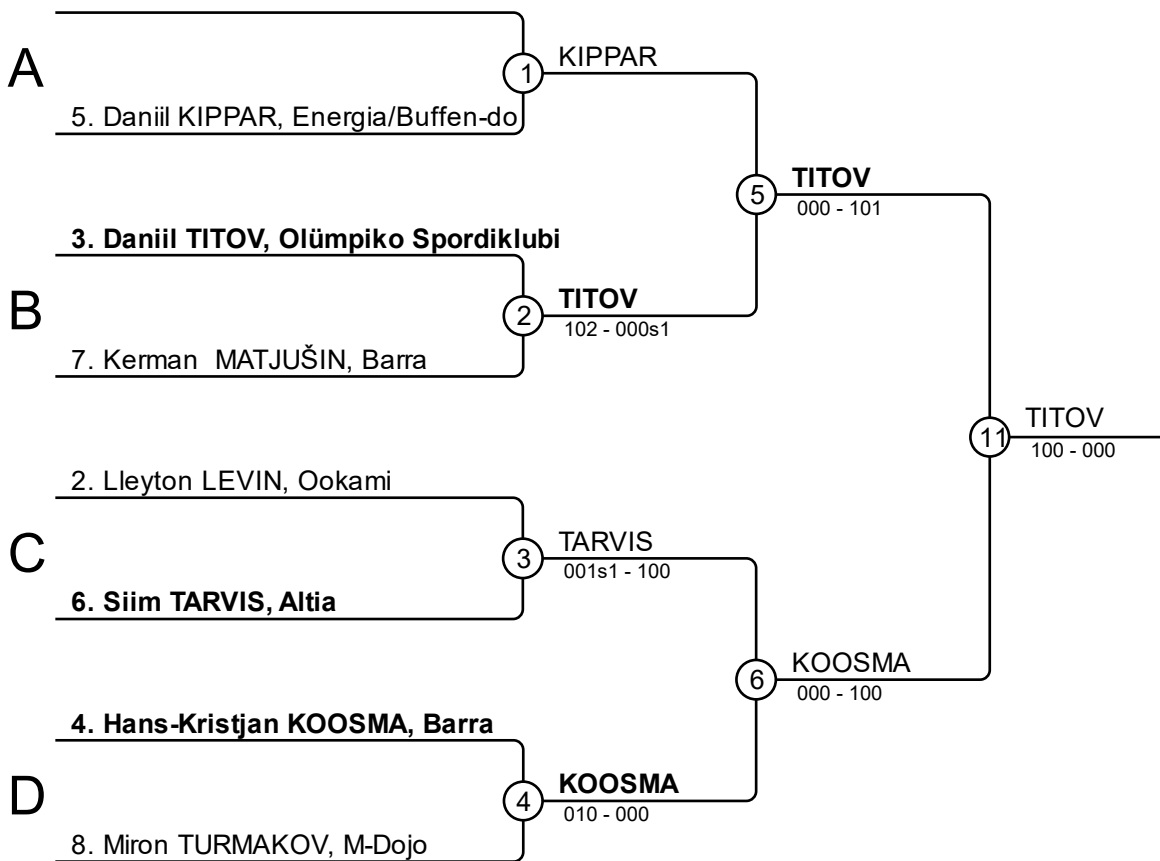 A
1
KIPPAR
5. Daniil KIPPAR, Energia/Buffen-do
5
TITOV
000 - 101
3. Daniil TITOV, Olümpiko Spordiklubi
B
2
TITOV
102 - 000s1
7. Kerman MATJUŠIN, Barra
11
TITOV
100 - 000
2. Lleyton LEVIN, Ookami
C
3
TARVIS
001s1 - 100
6. Siim TARVIS, Altia
6
KOOSMA
000 - 100
4. Hans-Kristjan KOOSMA, Barra
D
4
KOOSMA
010 - 000
8. Miron TURMAKOV, M-Dojo